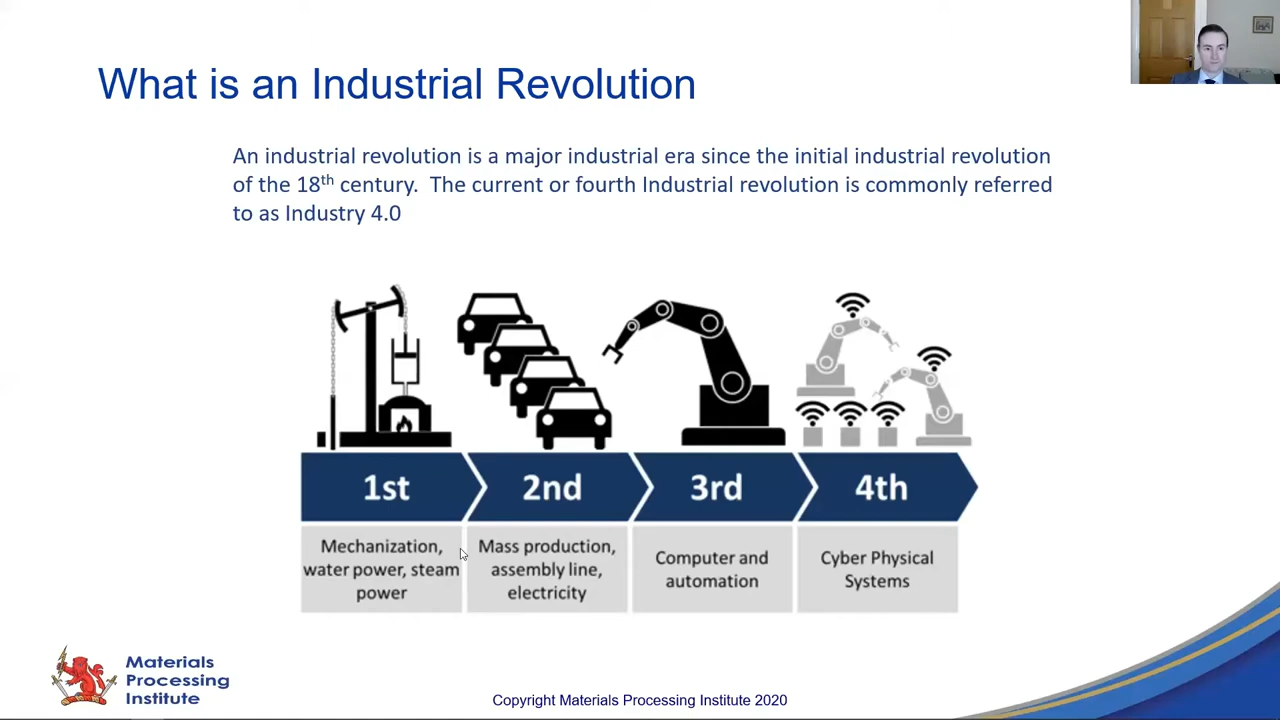 What is an Industrial Revolution
An industrial revolution is a major industrial era since the initial industrial revolution
of the 18th century. The current or fourth Industrial revolution is commonly referred
to as Industry 4.0
1st
2nd
3rd
4th
Mechanization,
water power, steam
power
Mass production,
assembly line,
electricity
Computer and
automation
Cyber Physical
Systems
Materials
Processing
Institute
Copyright Materials Processing Institute 2020